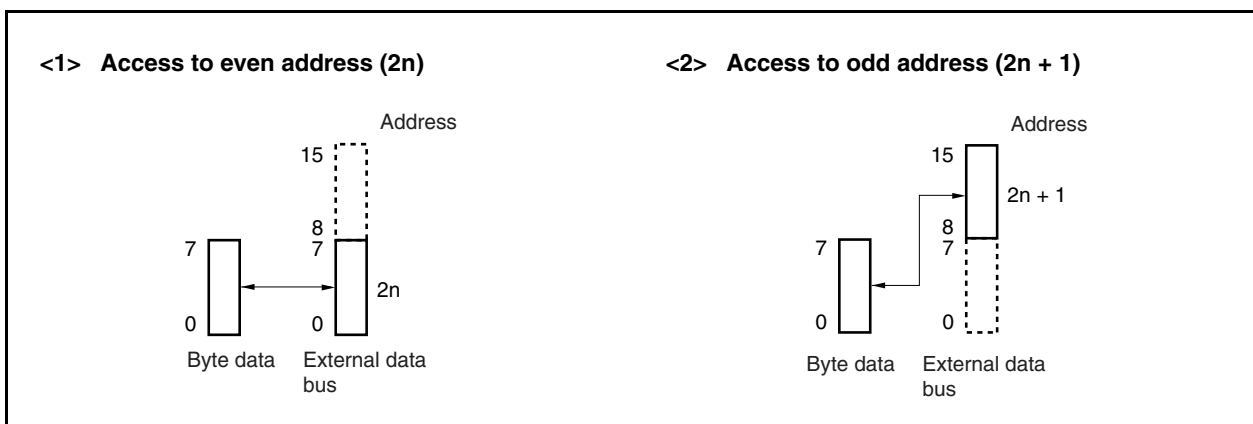 <1> Access to even address (2n)
Address
15
8
7
7
2n
0
0
Byte data
External data
bus
<2> Access to odd address (2n + 1)
Address
15
2n + 1
8
7
7
0
0
Byte data
External data
bus